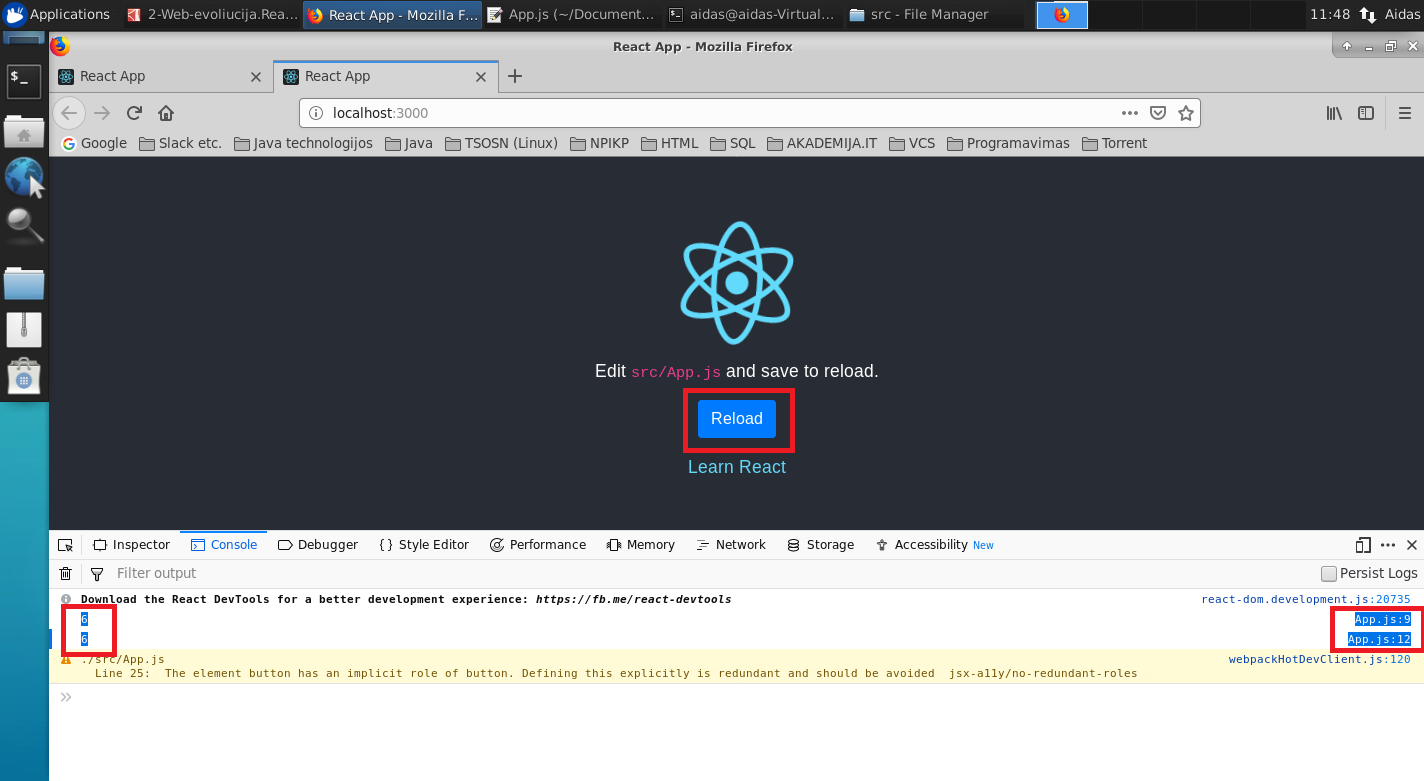 Applications 2-Web-evoliucija.Rea... React App - Mozilla F... App.js (~/Document... aidas@aidas-Virtual... src - File Manager 11:48 Aidas
React App - Mozilla Firefox
React App React App
localhost:3000
Google Slack etc. Java technologijos Java TSOSN (Linux) NPIKP HTML SQL AKADEMIJA.IT VCS Programavimas Torrent
Edit src/App.js and save to reload.
Reload
Learn React
Inspector Console Debugger {} Style Editor Performance Memory Network Storage Accessibility New
Filter output Persist Logs
Download the React DevTools for a better development experience: https://fb.me/react-devtools react-dom.development.js:20735
6 App.js:9
6 App.js:12
./src/App.js webpackHotDevClient.js:120
Line 25: The element button has an implicit role of button. Defining this explicitly is redundant and should be avoided jsx-a11y/no-redundant-roles
»